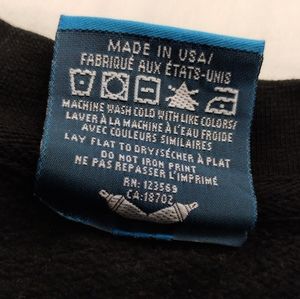 MADE IN USA/
FABRIQUÉ AUX ÉTATS-UNIS
MACHINE WASH COLD WITH LIKE COLORS/
LAVER À LA MACHINE À L'EAU FROIDE
AVEC COULEURS SIMILAIRES
LAY FLAT TO DRY/SÉCHER À PLAT
DO NOT IRON PRINT
NE PAS REPASSER L'IMPRIMÉ
RN: 123569
CA:18702